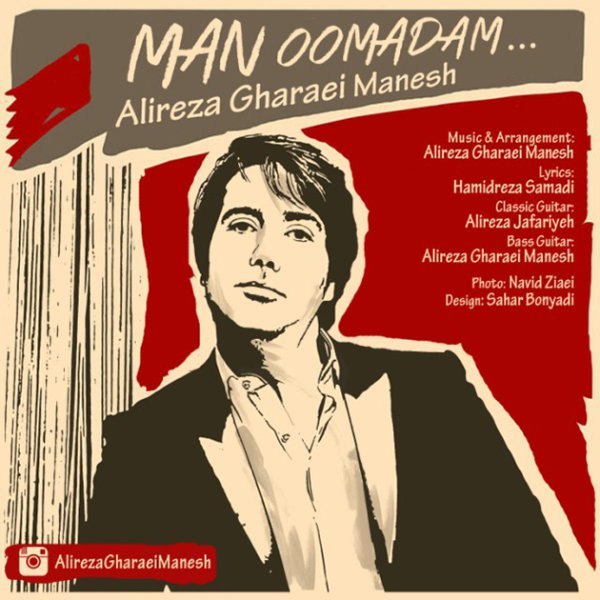 MAN OOMADAM...
Alireza Gharaei Manesh
Music & Arrangement:
Alireza Gharaei Manesh
Lyrics:
Hamidreza Samadi
Classic Guitar:
Alireza Jafariyeh
Bass Guitar:
Alireza Gharaei Manesh
Photo: Navid Ziaei
Design: Sahar Bonyadi
AlirezaGharaeiManesh